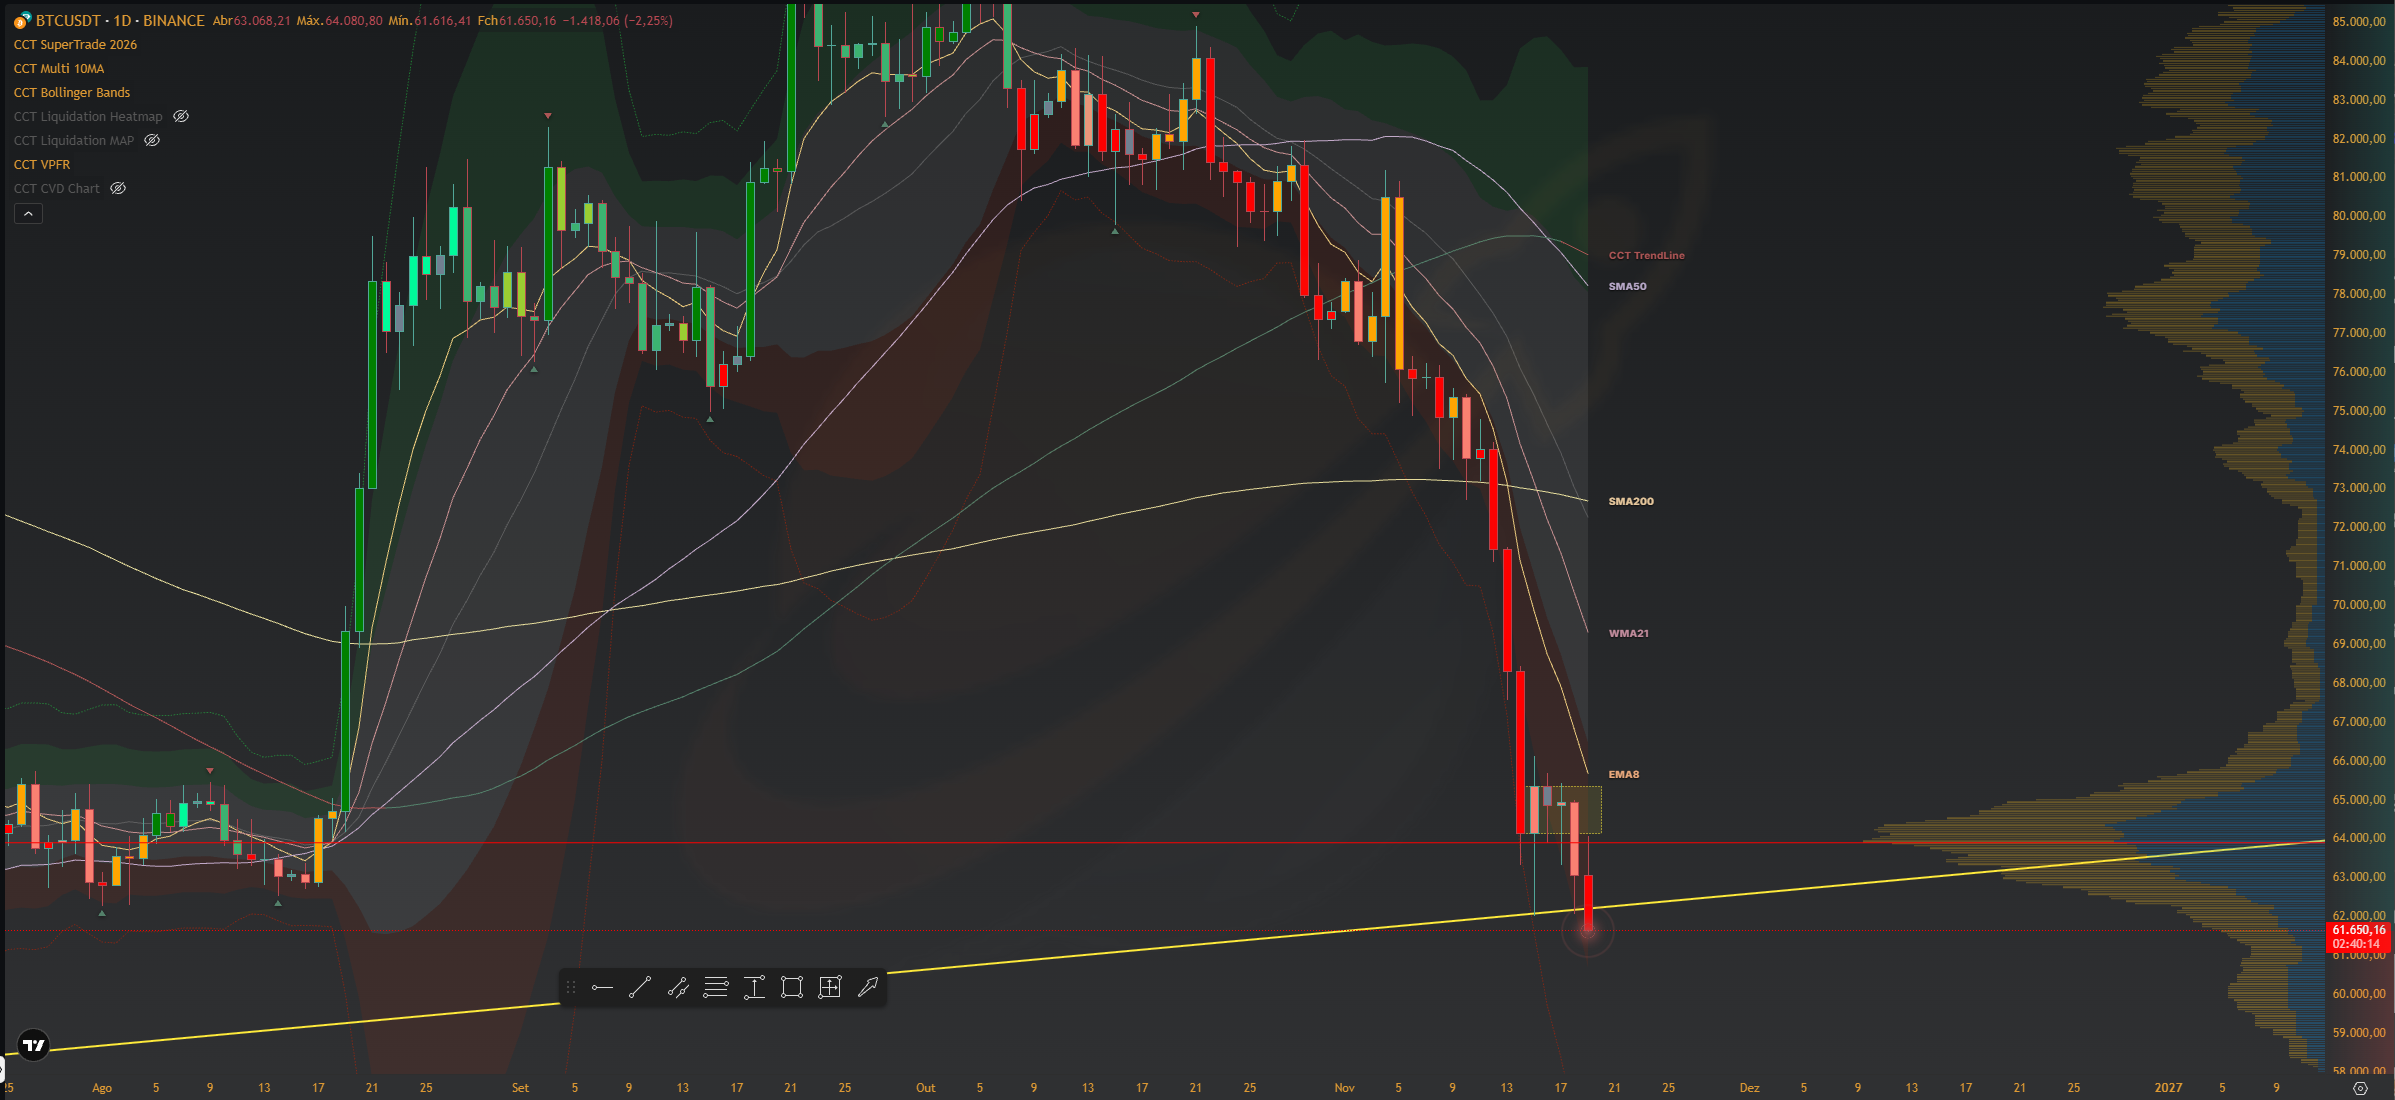 BTCUSDT · 1D · BINANCE Abr63.068,21 Máx.64.080,80 Mín.61.616,41 Fch61.650,16 −1.418,06 (−2,25%)
CCT SuperTrade 2026
CCT Multi 10MA
CCT Bollinger Bands
CCT Liquidation Heatmap
CCT Liquidation MAP
CCT VPFR
CCT CVD Chart
CCT TrendLine
SMA50
SMA200
WMA21
EMA8
85.000,00
84.000,00
83.000,00
82.000,00
81.000,00
80.000,00
79.000,00
78.000,00
77.000,00
76.000,00
75.000,00
74.000,00
73.000,00
72.000,00
71.000,00
70.000,00
69.000,00
68.000,00
67.000,00
66.000,00
65.000,00
64.000,00
63.000,00
62.000,00
61.650,16
02:40:14
61.000,00
60.000,00
59.000,00
58.000,00
25 Ago 5 9 13 17 21 25 Set 5 9 13 17 21 25 Out 5 9 13 17 21 25 Nov 5 9 13 17 21 25 Dez 5 9 13 17 21 25 2027 5 9